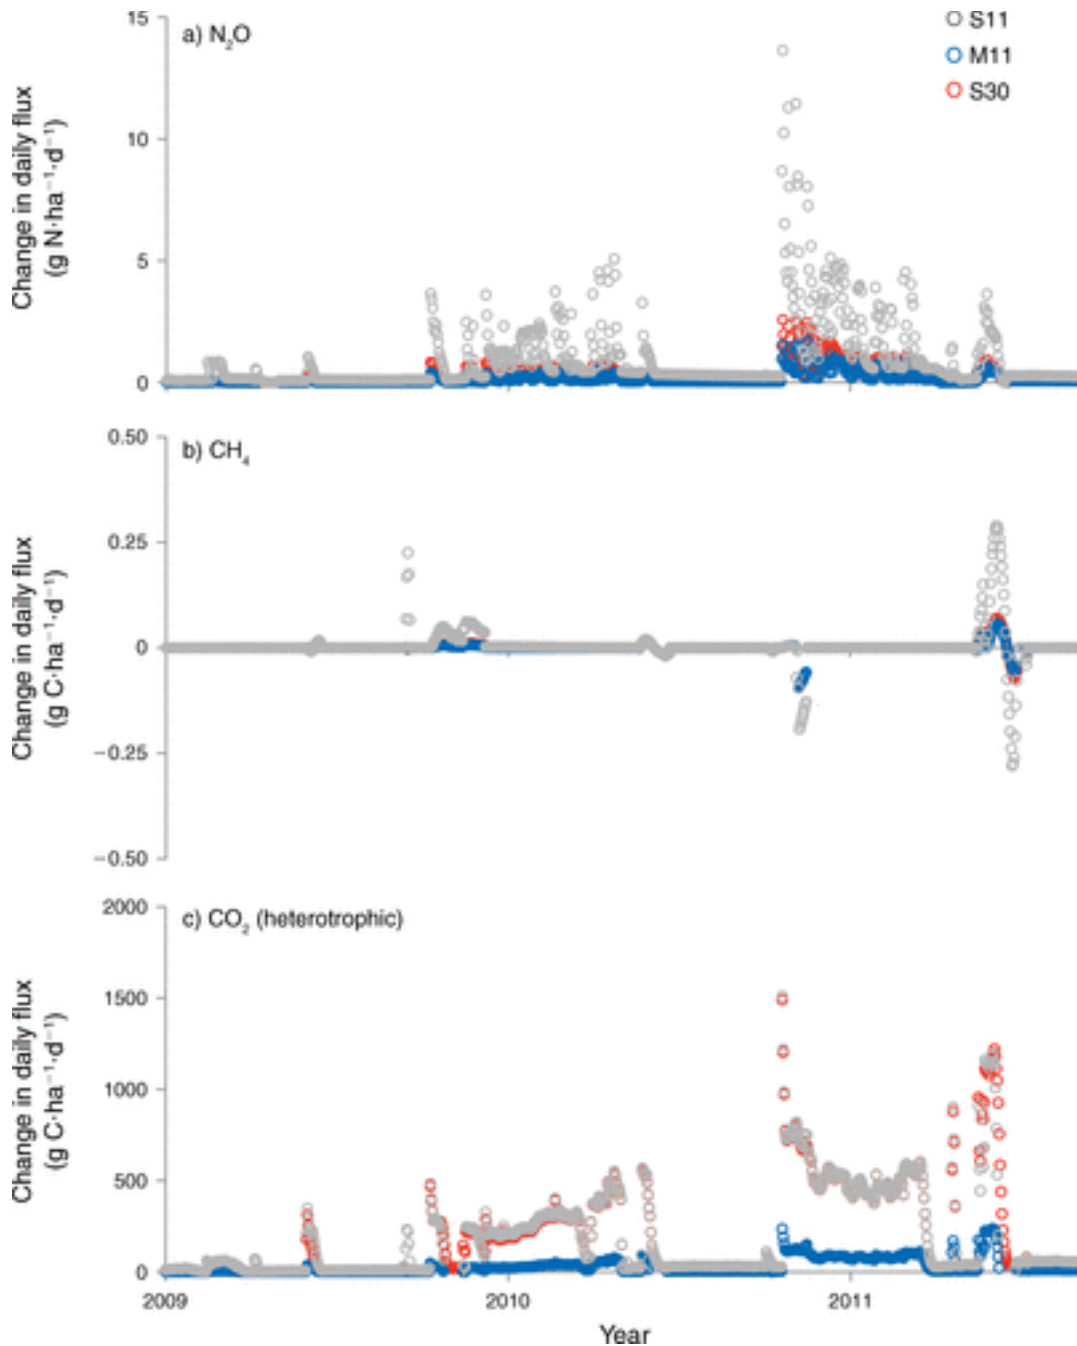 15
a) N₂O
S11
M11
S30
10
5
0
Change in daily flux
(g N·ha⁻¹·d⁻¹)
0.50
b) CH₄
0.25
0
−0.25
−0.50
Change in daily flux
(g C·ha⁻¹·d⁻¹)
2000
c) CO₂ (heterotrophic)
1500
1000
500
0
Change in daily flux
(g C·ha⁻¹·d⁻¹)
2009
2010
2011
Year